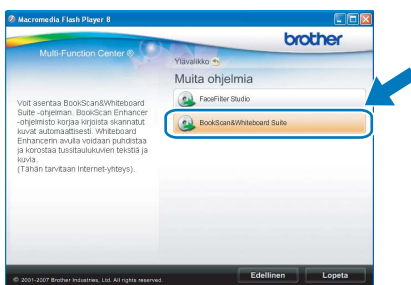 Macromedia Flash Player 8
brother
Multi-Function Center ®
Ylävalikko
Muita ohjelmia
FaceFilter Studio
BookScan&Whiteboard Suite
Voit asentaa BookScan&Whiteboard
Suite -ohjelman. BookScan Enhancer
-ohjelmisto korjaa kirjoista skannatut
kuvat automaattisesti. Whiteboard
Enhancerin avulla voidaan puhdistaa
ja korostaa tussitaulukuvien tekstiä ja
kuvia.
(Tähän tarvitaan Internet-yhteys).
© 2001-2007 Brother Industries, Ltd. All rights reserved.
Edellinen
Lopeta